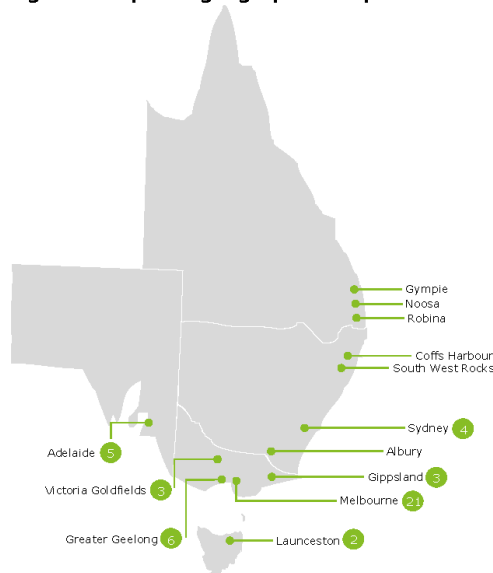 Gympie
Noosa
Robina
Coffs Harbour
South West Rocks
Sydney 4
Adelaide 5
Albury
Victoria Goldfields 3
Gippsland 3
Melbourne 21
Greater Geelong 6
Launceston 2